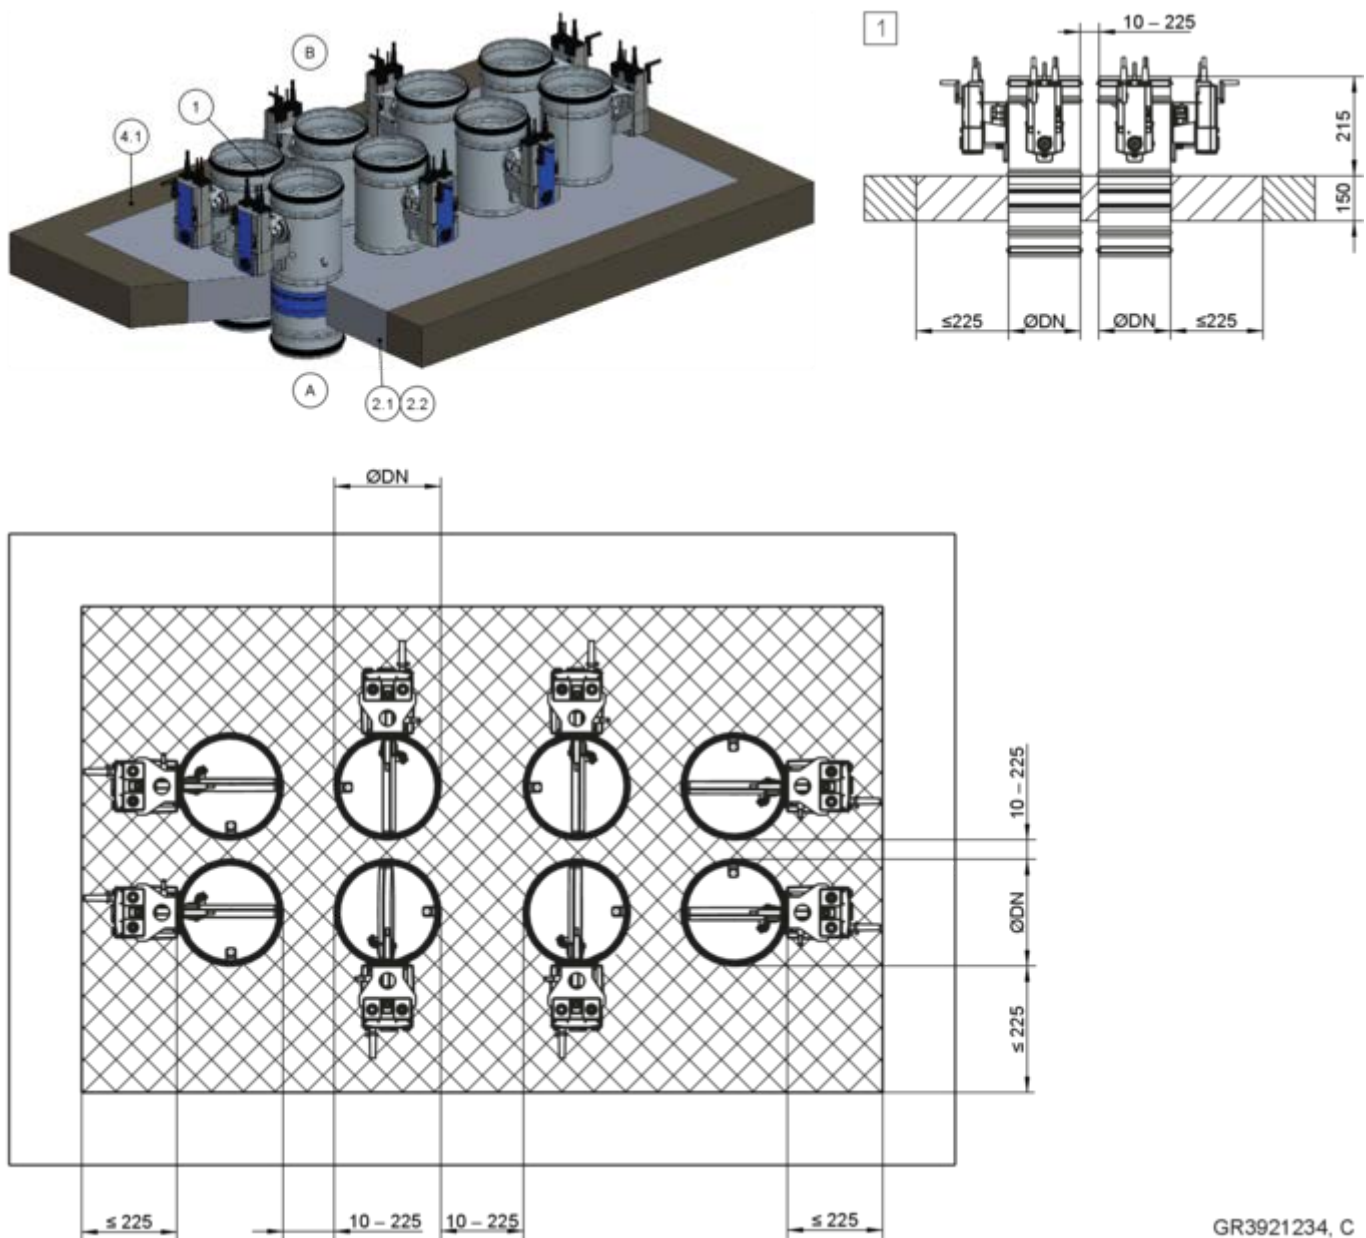 B
1
4.1
A
2.1 2.2
1
10 – 225
215
150
≤225 ØDN ØDN ≤225
ØDN
10 – 225
ØDN
≤ 225
≤ 225 10 – 225 10 – 225 ≤ 225
GR3921234, C